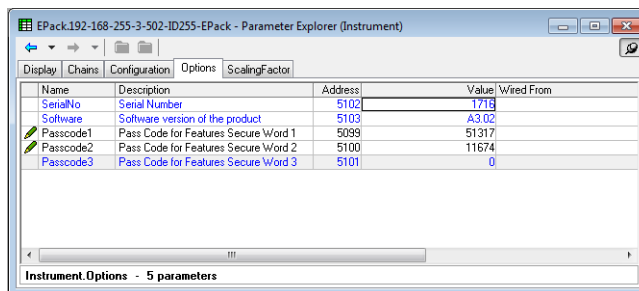 EPack.192-168-255-3-502-ID255-EPack - Parameter Explorer (Instrument)
Display Chains Configuration Options ScalingFactor
Name Description Address Value Wired From
SerialNo Serial Number 5102 1716
Software Software version of the product 5103 A3.02
Passcode1 Pass Code for Features Secure Word 1 5099 51317
Passcode2 Pass Code for Features Secure Word 2 5100 11674
Passcode3 Pass Code for Features Secure Word 3 5101 0
Instrument.Options - 5 parameters